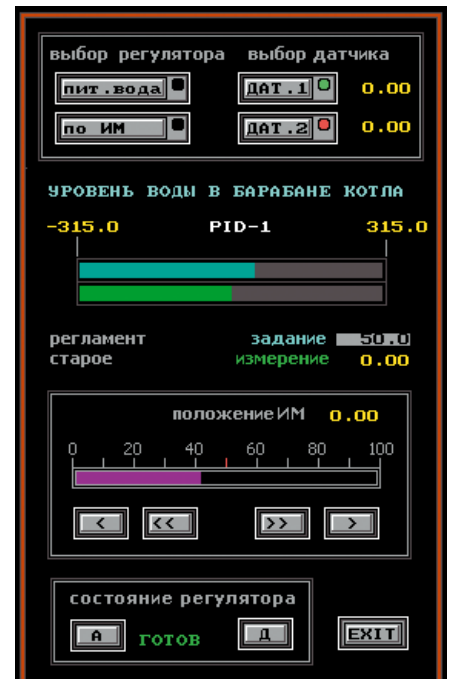 выбор регулятора выбор датчика
пит.вода ДАТ.1 0.00
по ИМ ДАТ.2 0.00
УРОВЕНЬ ВОДЫ В БАРАБАНЕ КОТЛА
-315.0 PID-1 315.0
регламент задание 50.0
старое измерение 0.00
положение ИМ 0.00
0 20 40 60 80 100
< << >> >
состояние регулятора
А ГОТОВ Д EXIT